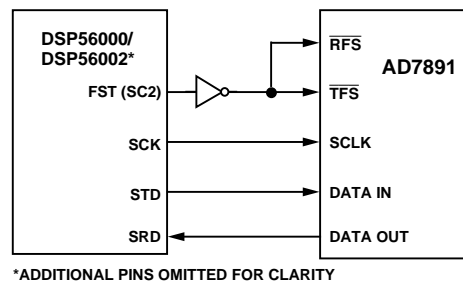 DSP56000/
DSP56002*
FST (SC2)
SCK
STD
SRD
RFS
AD7891
TFS
SCLK
DATA IN
DATA OUT
*ADDITIONAL PINS OMITTED FOR CLARITY